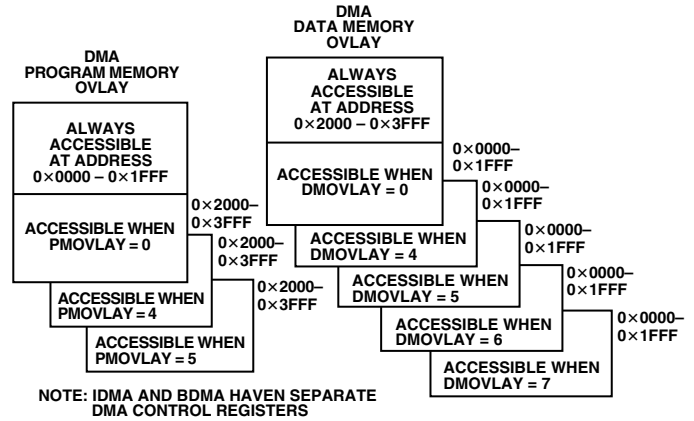 DMA
PROGRAM MEMORY
OVLAY
ALWAYS
ACCESSIBLE
AT ADDRESS
0×0000 – 0×1FFF
ACCESSIBLE WHEN
PMOVLAY = 0
0×2000–
0×3FFF
ACCESSIBLE WHEN
PMOVLAY = 4
0×2000–
0×3FFF
ACCESSIBLE WHEN
PMOVLAY = 5
0×2000–
0×3FFF
DMA
DATA MEMORY
OVLAY
ALWAYS
ACCESSIBLE
AT ADDRESS
0×2000 – 0×3FFF
ACCESSIBLE WHEN
DMOVLAY = 0
0×0000–
0×1FFF
ACCESSIBLE WHEN
DMOVLAY = 4
0×0000–
0×1FFF
ACCESSIBLE WHEN
DMOVLAY = 5
0×0000–
0×1FFF
ACCESSIBLE WHEN
DMOVLAY = 6
0×0000–
0×1FFF
ACCESSIBLE WHEN
DMOVLAY = 7
0×0000–
0×1FFF
NOTE: IDMA AND BDMA HAVEN SEPARATE
DMA CONTROL REGISTERS